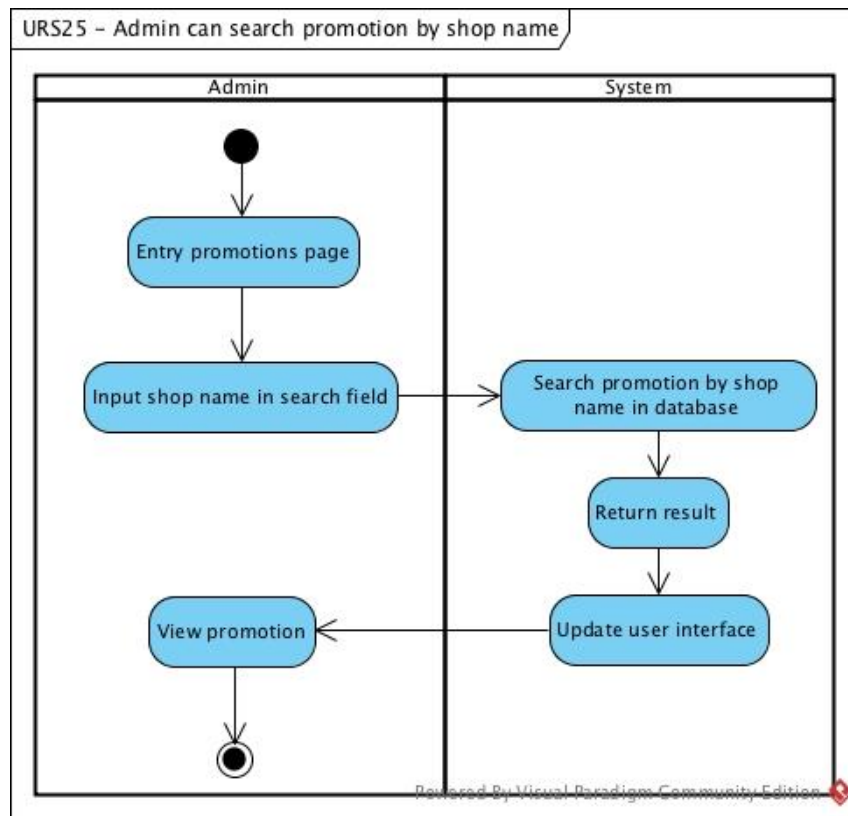 URS25 – Admin can search promotion by shop name
Admin
System
Entry promotions page
Input shop name in search field
Search promotion by shop
name in database
Return result
View promotion
Update user interface
Powered By Visual Paradigm Community Edition